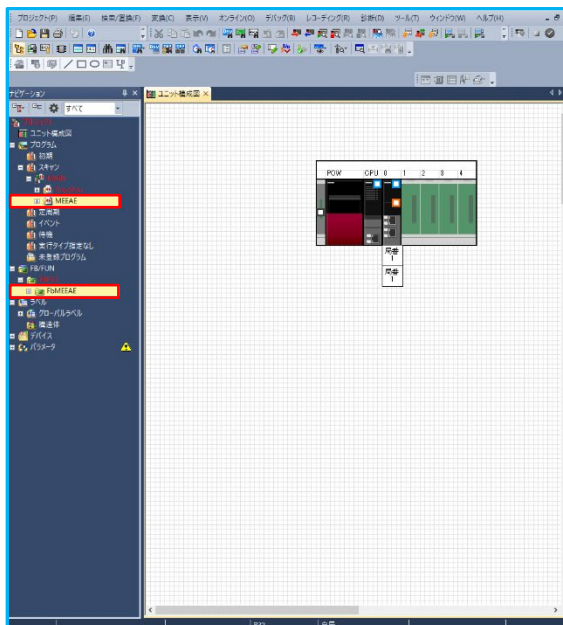 プロジェクト(P) 編集(E) 検索/置換(F) 変換(C) 表示(V) オンライン(O) デバッグ(B) レコーディング(R) 診断(D) ツール(T) ウィンドウ(W) ヘルプ(H)
ナビゲーション
ユニット構成図
すべて
ユニット構成図
プログラム
初期
スキャン
MEEAE
定周期
イベント
待機
実行タイプ指定なし
未登録プログラム
FB/FUN
FbMEEAE
ラベル
グローバルラベル
構造体
デバイス
パラメータ
POW CPU 0 1 2 3 4
局番
1
局番
1